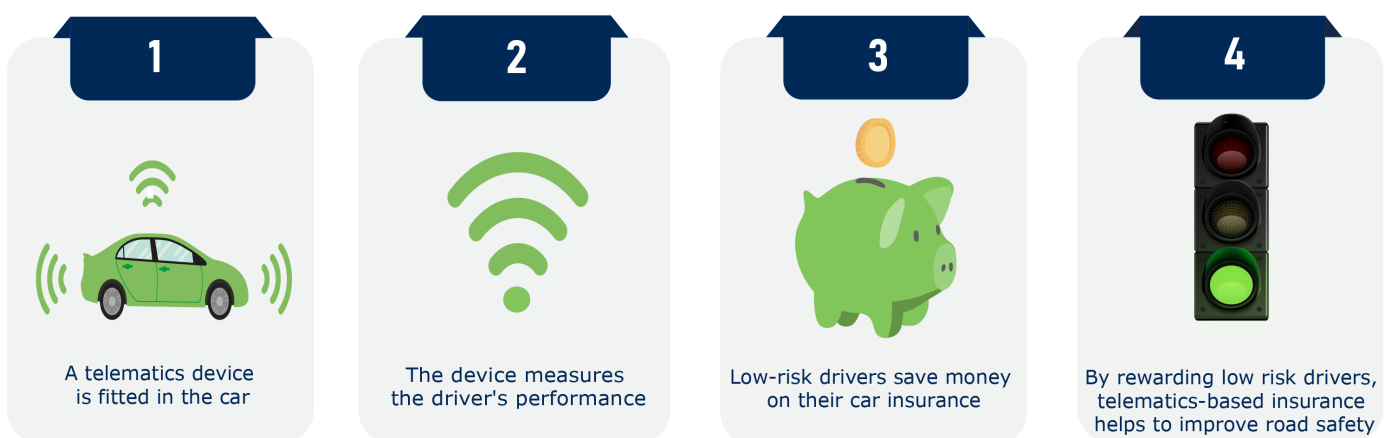 1
A telematics device
is fitted in the car
2
The device measures
the driver's performance
3
Low-risk drivers save money
on their car insurance
4
By rewarding low risk drivers,
telematics-based insurance
helps to improve road safety